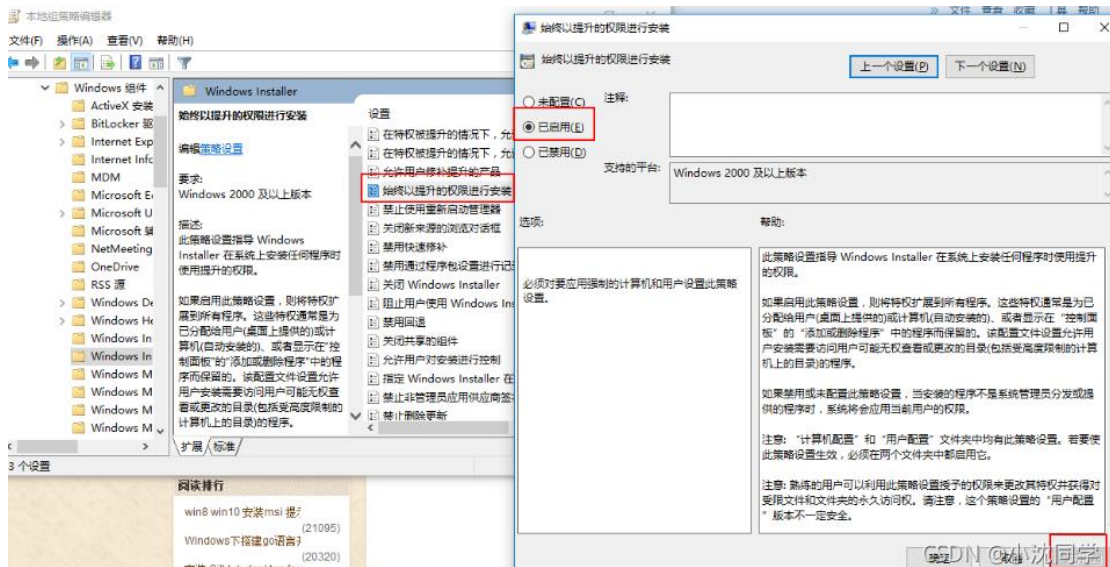 本地组策略编辑器
文件(F) 操作(A) 查看(V) 帮助(H)
Windows 组件
ActiveX 安装
BitLocker 驱
Internet Exp
Internet Info
MDM
Microsoft E
Microsoft U
Microsoft
NetMeeting
OneDrive
RSS 源
Windows De
Windows He
Windows In
Windows In
Windows M
Windows M
Windows M
Windows M
3 个设置
Windows Installer
始终以提升的权限进行安装
编辑策略设置
要求:
Windows 2000 及以上版本
描述:
此策略设置指导 Windows
Installer 在系统上安装任何程序时
使用提升的权限。
如果启用此策略设置，则将特权扩
展到所有程序。这些特权通常是为
已分配给用户(桌面上提供的)或计
算机(自动安装的)、或者显示在“控
制面板”的“添加或删除程序”中的程
序而保留的。该配置文件设置允许
用户安装需要访问用户可能无权查
看或更改的目录(包括受高度限制的
计算机上的目录)的程序。
设置
在特权被提升的情况下，允
在特权被提升的情况下，允
允许用户修补提升的产品
始终以提升的权限进行安装
禁止使用重新启动管理器
关闭新来源的浏览对话框
禁用快速修补
禁用通过程序包设置进行记
关闭 Windows Installer
阻止用户使用 Windows Ins
禁用回退
关闭共享的组件
允许用户对安装进行控制
指定 Windows Installer 在
禁止非管理员应用供应商签
禁止删除更新
扩展 标准
阅读排行
win8 win10 安装msi 提
(21095)
Windows下搭建go语言
(20320)
» 文件 查看 收藏 工具 帮助
始终以提升的权限进行安装
始终以提升的权限进行安装
上一个设置(P) 下一个设置(N)
未配置(C) 注释:
已启用(E)
已禁用(D)
支持的平台: Windows 2000 及以上版本
选项:
必须对要应用强制的计算机和用户设置此策略
设置。
帮助:
此策略设置指导 Windows Installer 在系统上安装任何程序时使用提升
的权限。
如果启用此策略设置，则将特权扩展到所有程序。这些特权通常是为已
分配给用户(桌面上提供的)或计算机(自动安装的)、或者显示在“控制面
板”的“添加或删除程序”中的程序而保留的。该配置文件设置允许用
户安装需要访问用户可能无权查看或更改的目录(包括受高度限制的计算
机上的目录)的程序。
如果禁用或未配置此策略设置，当安装的程序不是系统管理员分发或提
供的程序时，系统将会应用当前用户的权限。
注意: “计算机配置”和“用户配置”文件夹中均有此策略设置。若要使
此策略设置生效，必须在两个文件夹中都启用它。
注意: 熟练的用户可以利用此策略设置授予的权限来更改其特权并获得对
受限文件和文件夹的永久访问权。请注意，这个策略设置的“用户配置
”版本不一定安全。
确定 取消
CSDN @小沈同学